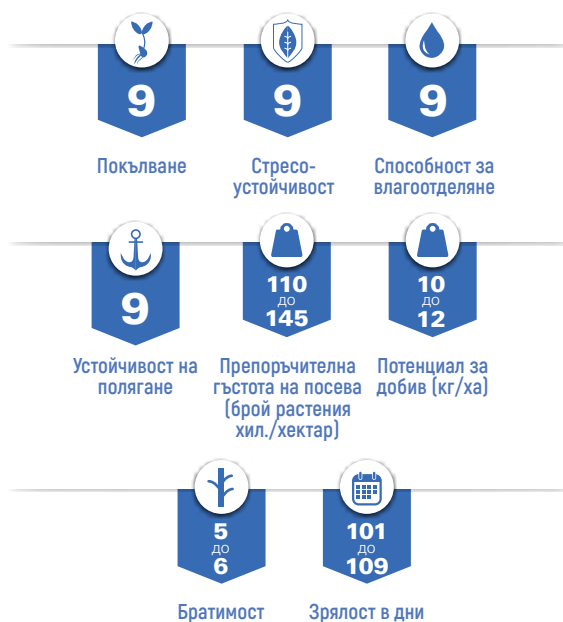 9
9
9
Покълване
Стресо-
устойчивост
Способност за
влагоотделяне
9
110
до
145
10
до
12
Устойчивост на
полягане
Препоръчителна
гъстота на посева
(брой растения
хил./хектар)
Потенциал за
добив (кг/ха)
5
до
6
101
до
109
Братимост
Зрялост в дни